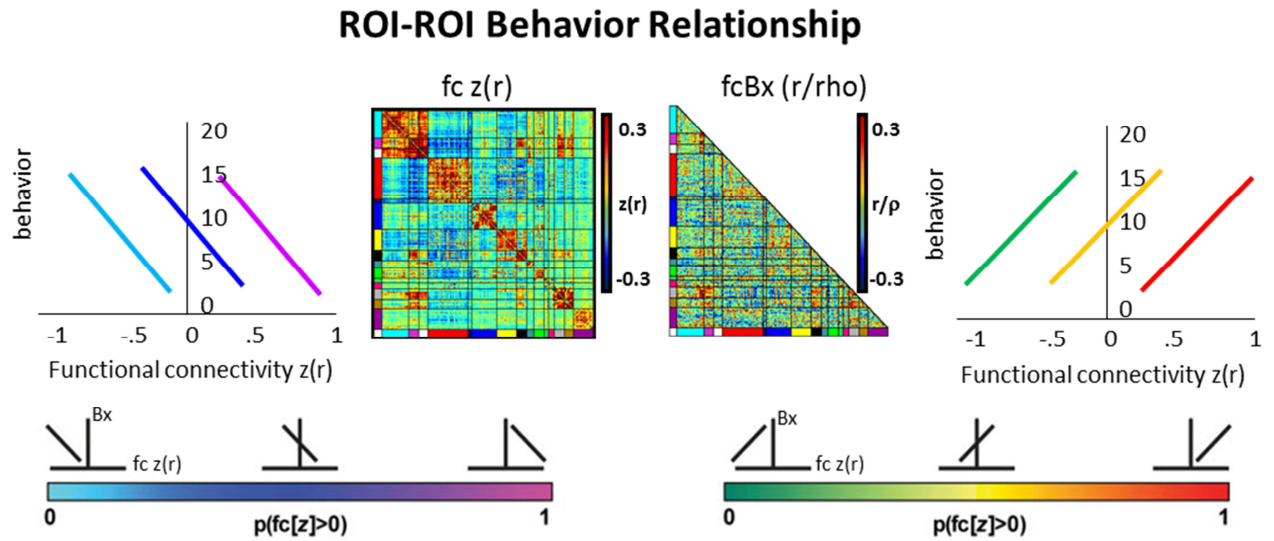 ROI-ROI Behavior Relationship
fc z(r)
fcBx (r/rho)
behavior
20
15
10
5
0
-1 -.5 0 .5 1
Functional connectivity z(r)
0.3
z(r)
-0.3
0.3
r/ρ
-0.3
behavior
20
15
10
5
0
-1 -.5 0 .5 1
Functional connectivity z(r)
Bx
fc z(r)
0 1
p(fc[z]>0)
Bx
fc z(r)
0 1
p(fc[z]>0)